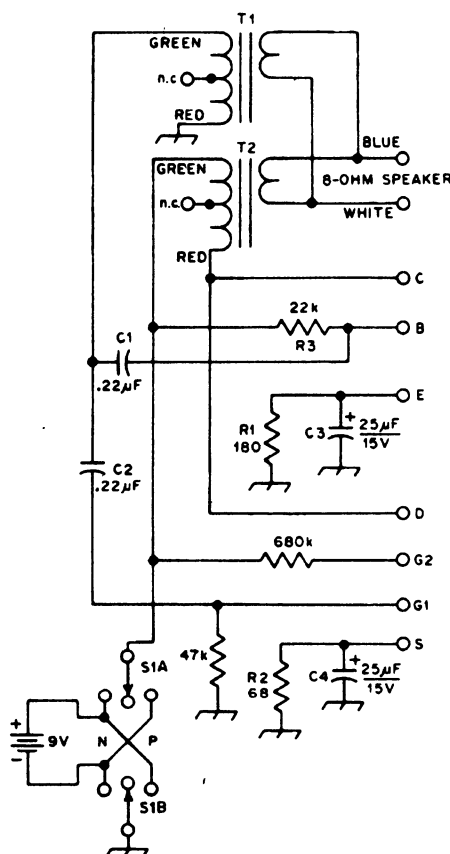 T1
GREEN
n.c
RED
BLUE
T2
GREEN
8-OHM SPEAKER
n.c.
WHITE
RED
C
22k
B
R3
C1
.22µF
E
R1
180
C3
+
25µF
15V
C2
.22µF
D
680k
G2
G1
S
47k
S1A
R2
68
C4
+
25µF
15V
+
9V
-
N
P
S1B